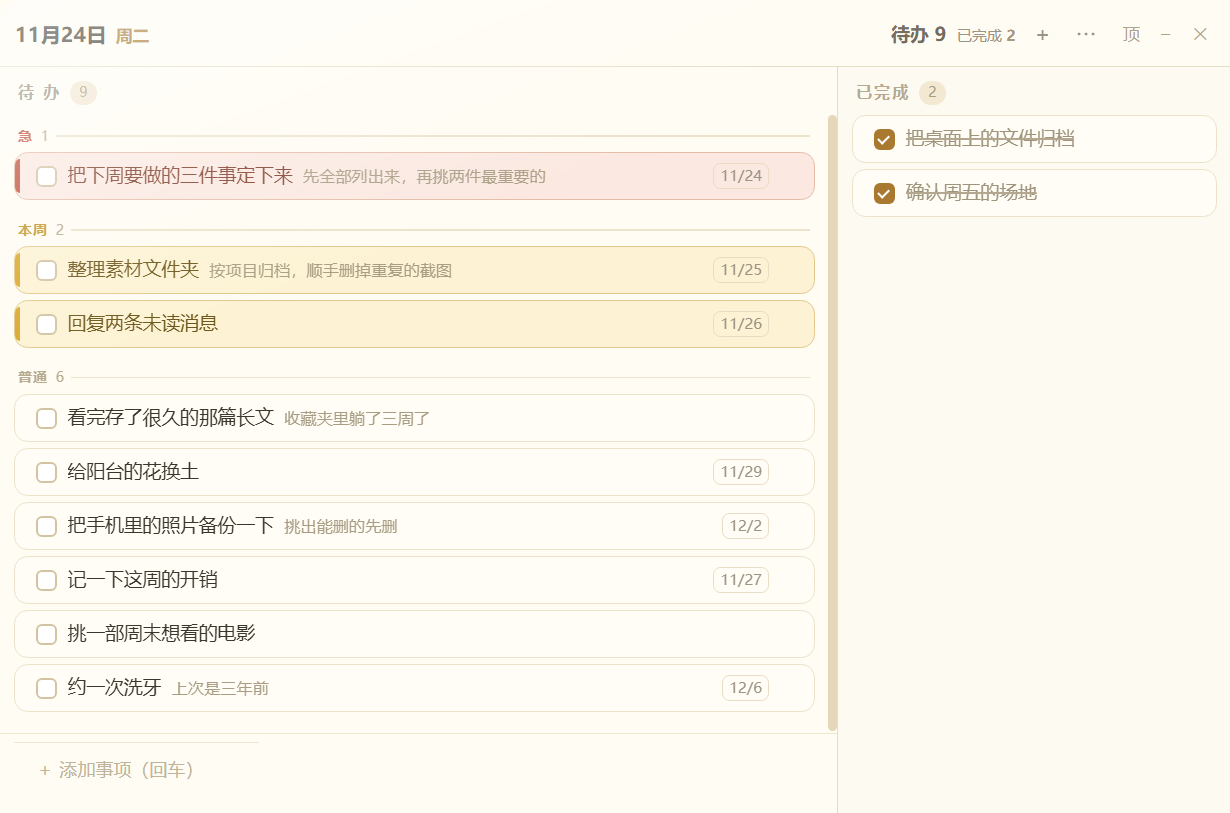 11月24日 周二
待办 9 已完成 2 + ··· 顶 − ×
待办 9
急 1
把下周要做的三件事定下来 先全部列出来，再挑两件最重要的 11/24
本周 2
整理素材文件夹 按项目归档，顺手删掉重复的截图 11/25
回复两条未读消息 11/26
普通 6
看完存了很久的那篇长文 收藏夹里躺了三周了
给阳台的花换土 11/29
把手机里的照片备份一下 挑出能删的先删 12/2
记一下这周的开销 11/27
挑一部周末想看的电影
约一次洗牙 上次是三年前 12/6
+ 添加事项（回车）
已完成 2
把桌面上的文件归档
确认周五的场地